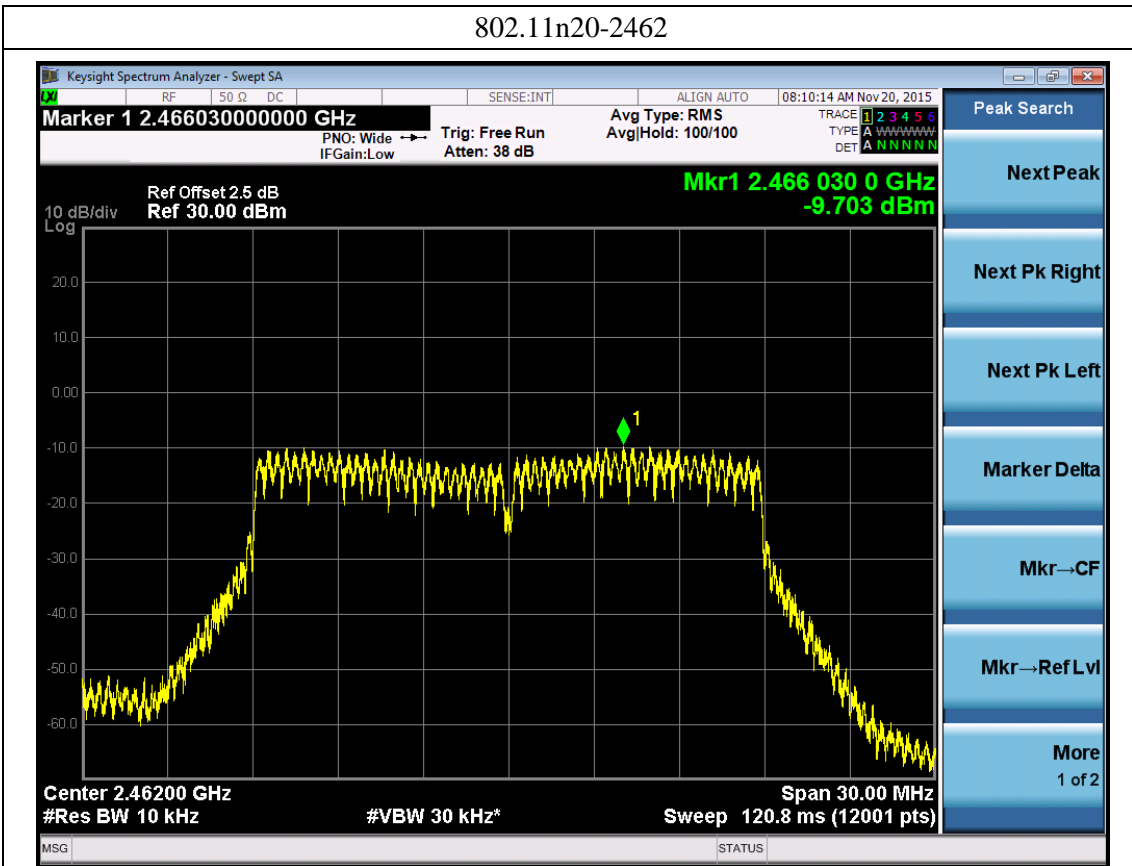 802.11n20-2462
Keysight Spectrum Analyzer - Swept SA
LXI RF 50 Ω DC SENSE:INT ALIGN AUTO 08:10:14 AM Nov 20, 2015
Marker 1 2.466030000000 GHz
PNO: Wide
IFGain:Low
Trig: Free Run
Atten: 38 dB
Avg Type: RMS
Avg|Hold: 100/100
TRACE 1 2 3 4 5 6
TYPE A WWWWW
DET A N N N N N
Peak Search
Mkr1 2.466 030 0 GHz
-9.703 dBm
Ref Offset 2.5 dB
10 dB/div Ref 30.00 dBm
Log
20.0
10.0
0.00
-10.0
-20.0
-30.0
-40.0
-50.0
-60.0
1
Next Peak
Next Pk Right
Next Pk Left
Marker Delta
Mkr→CF
Mkr→Ref Lvl
More
1 of 2
Center 2.46200 GHz Span 30.00 MHz
#Res BW 10 kHz #VBW 30 kHz* Sweep 120.8 ms (12001 pts)
MSG STATUS